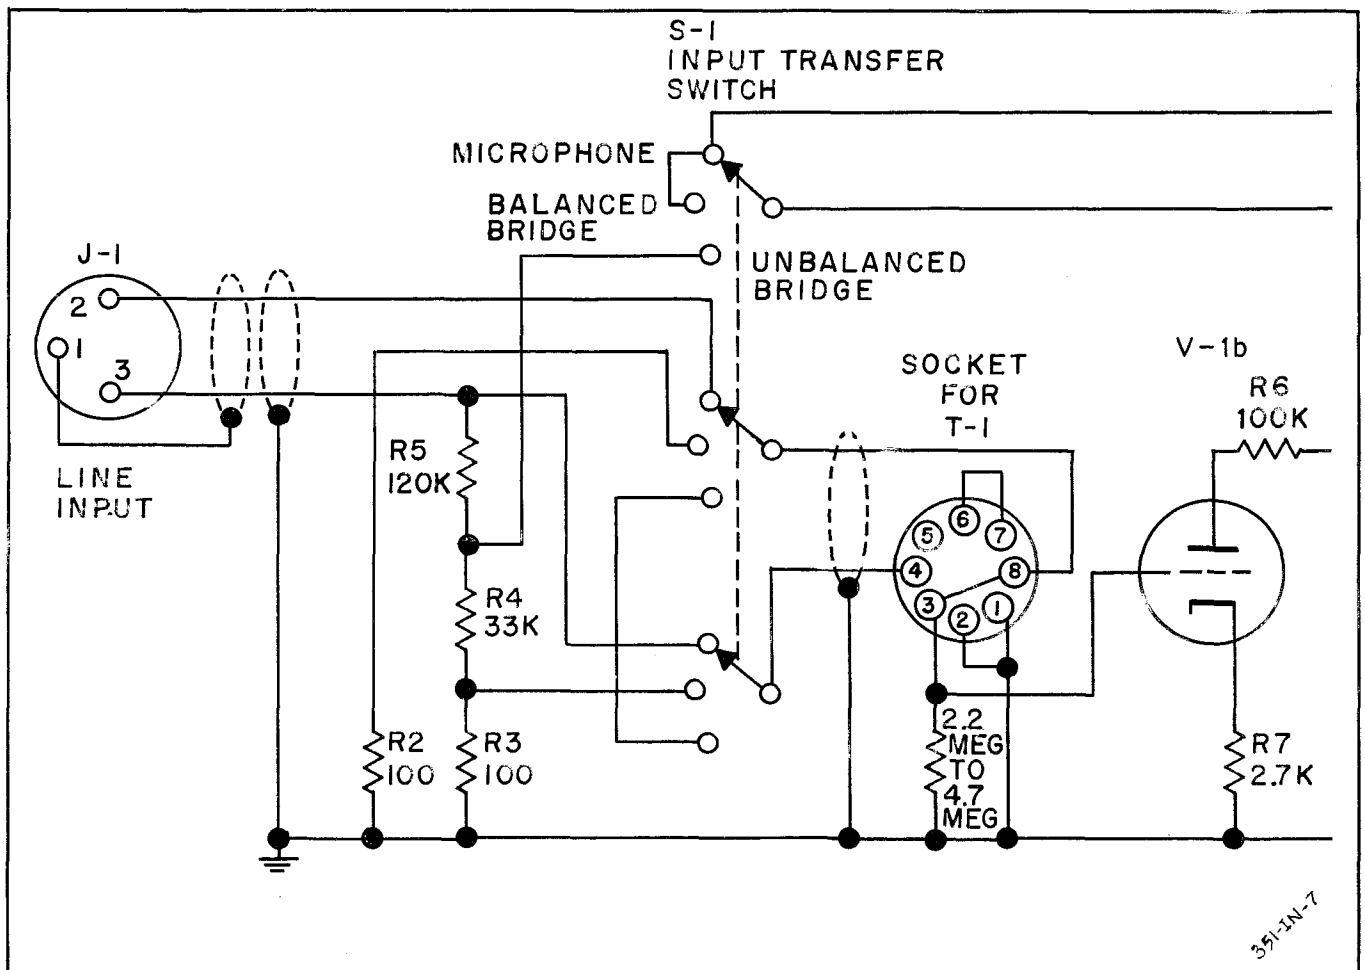 S-1
INPUT TRANSFER
SWITCH
MICROPHONE
BALANCED
BRIDGE
UNBALANCED
BRIDGE
J-1
2
1
3
LINE
INPUT
R5
120K
R4
33K
R2
100
R3
100
SOCKET
FOR
T-1
6
5
7
4
8
3
2
1
2.2
MEG
TO
4.7
MEG
V-1b
R6
100K
R7
2.7K
351-IN-7